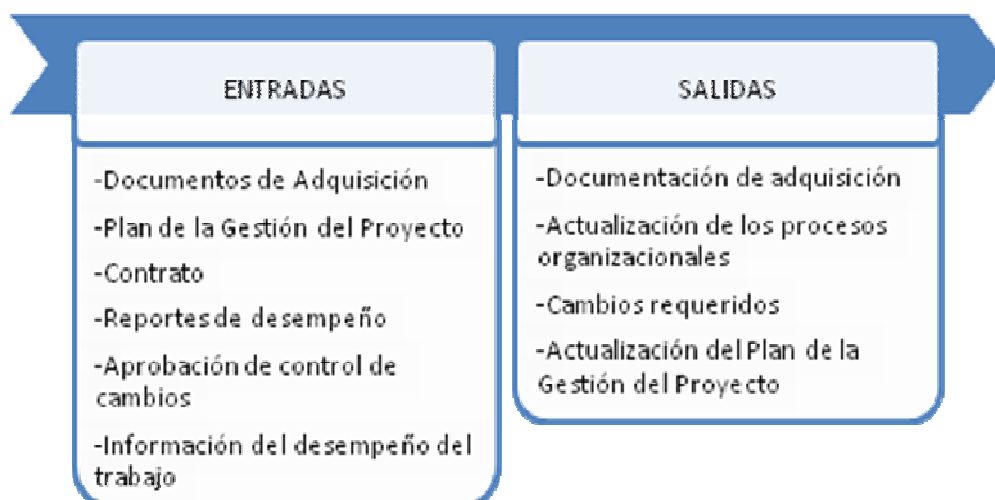 ENTRADAS
-Documentos de Adquisición
-Plan de la Gestión del Proyecto
-Contrato
-Reportes de desempeño
-Aprobación de control de
cambios
-Información del desempeño del
trabajo
SALIDAS
-Documentación de adquisición
-Actualización de los procesos
organizacionales
-Cambios requeridos
-Actualización del Plan de la
Gestión del Proyecto